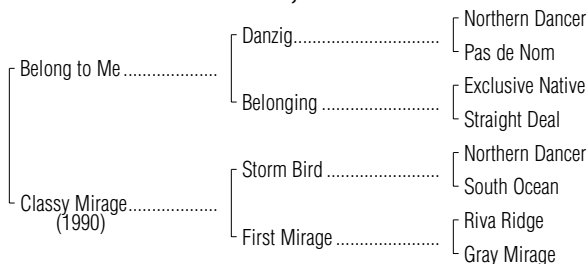 Northern Dancer
Danzig
Pas de Nom
Belong to Me
Exclusive Native
Belonging
Straight Deal
Northern Dancer
Storm Bird
South Ocean
Classy Mirage
(1990)
Riva Ridge
First Mirage
Gray Mirage